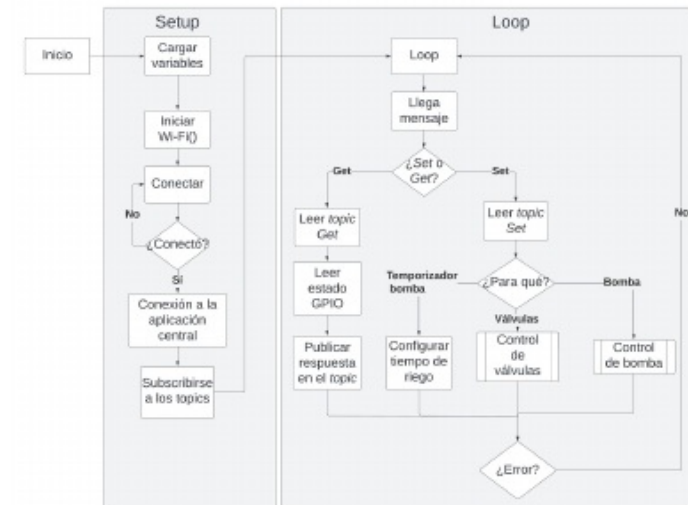 Setup
Loop
Inicio
Cargar
variables
Iniciar
Wi-Fi()
Conectar
No
¿Conectó?
Sí
Conexión a la
aplicación
central
Subscribirse
a los topics
Loop
Llega
mensaje
¿Set o
Get?
Get
Set
Leer topic
Get
Leer
estado
GPIO
Publicar
respuesta
en el topic
Leer topic
Set
¿Para qué?
Temporizador
bomba
Válvulas
Bomba
Configurar
tiempo de
riego
Control
de
válvulas
Control
de bomba
¿Error?
No